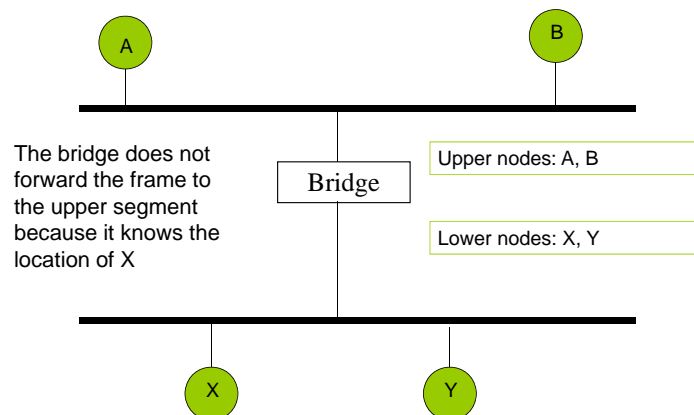 A
B
The bridge does not
forward the frame to
the upper segment
because it knows the
location of X
Bridge
Upper nodes: A, B
Lower nodes: X, Y
X
Y